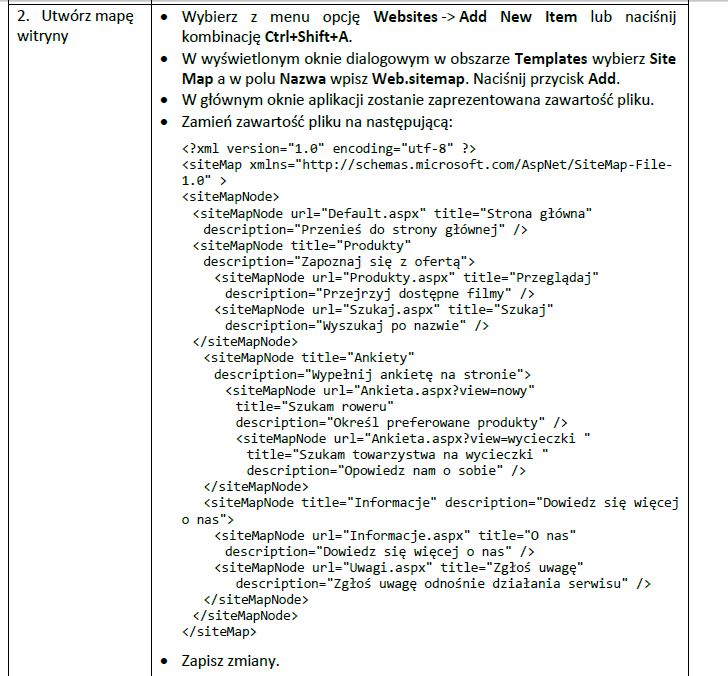 2. Utwórz mapę
witryny
• Wybierz z menu opcję Websites -> Add New Item lub naciśnij
kombinację Ctrl+Shift+A.
• W wyświetlonym oknie dialogowym w obszarze Templates wybierz Site
Map a w polu Nazwa wpisz Web.sitemap. Naciśnij przycisk Add.
• W głównym oknie aplikacji zostanie zaprezentowana zawartość pliku.
• Zamień zawartość pliku na następującą:
<?xml version="1.0" encoding="utf-8" ?>
<siteMap xmlns="http://schemas.microsoft.com/AspNet/SiteMap-File-
1.0" >
<siteMapNode>
<siteMapNode url="Default.aspx" title="Strona główna"
description="Przenieś do strony głównej" />
<siteMapNode title="Produkty"
description="Zapoznaj się z ofertą">
<siteMapNode url="Produkty.aspx" title="Przeglądaj"
description="Przejrzyj dostępne filmy" />
<siteMapNode url="Szukaj.aspx" title="Szukaj"
description="Wyszukaj po nazwie" />
</siteMapNode>
<siteMapNode title="Ankiety"
description="Wypełnij ankietę na stronie">
<siteMapNode url="Ankieta.aspx?view=nowy"
title="Szukam roweru"
description="Określ preferowane produkty" />
<siteMapNode url="Ankieta.aspx?view=wycieczki "
title="Szukam towarzystwa na wycieczki "
description="Opowiedz nam o sobie" />
</siteMapNode>
<siteMapNode title="Informacje" description="Dowiedz się więcej
o nas">
<siteMapNode url="Informacje.aspx" title="O nas"
description="Dowiedz się więcej o nas" />
<siteMapNode url="Uwagi.aspx" title="Zgłoś uwagę"
description="Zgłoś uwagę odnośnie działania serwisu" />
</siteMapNode>
</siteMapNode>
</siteMap>
• Zapisz zmiany.